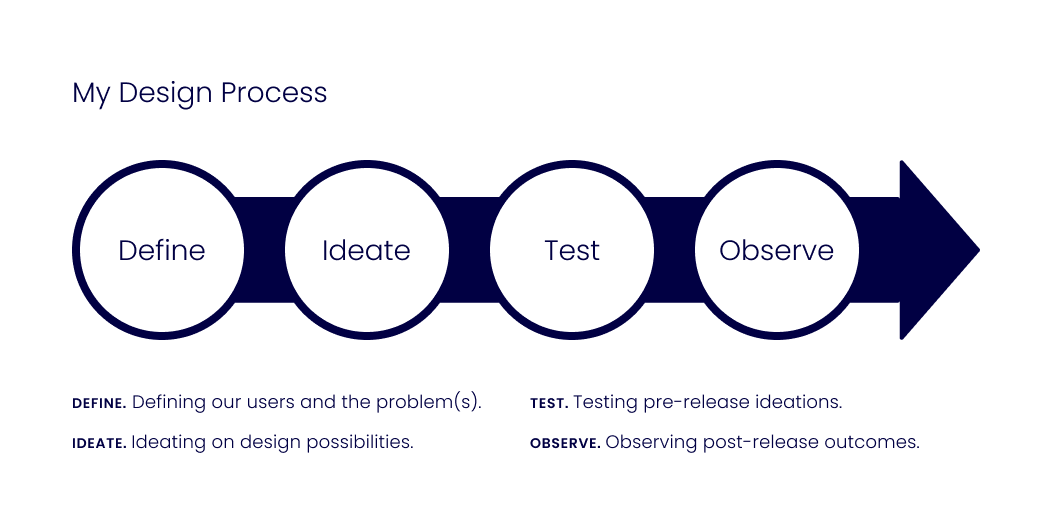 My Design Process
Define
Ideate
Test
Observe
DEFINE. Defining our users and the problem(s).
IDEATE. Ideating on design possibilities.
TEST. Testing pre-release ideations.
OBSERVE. Observing post-release outcomes.